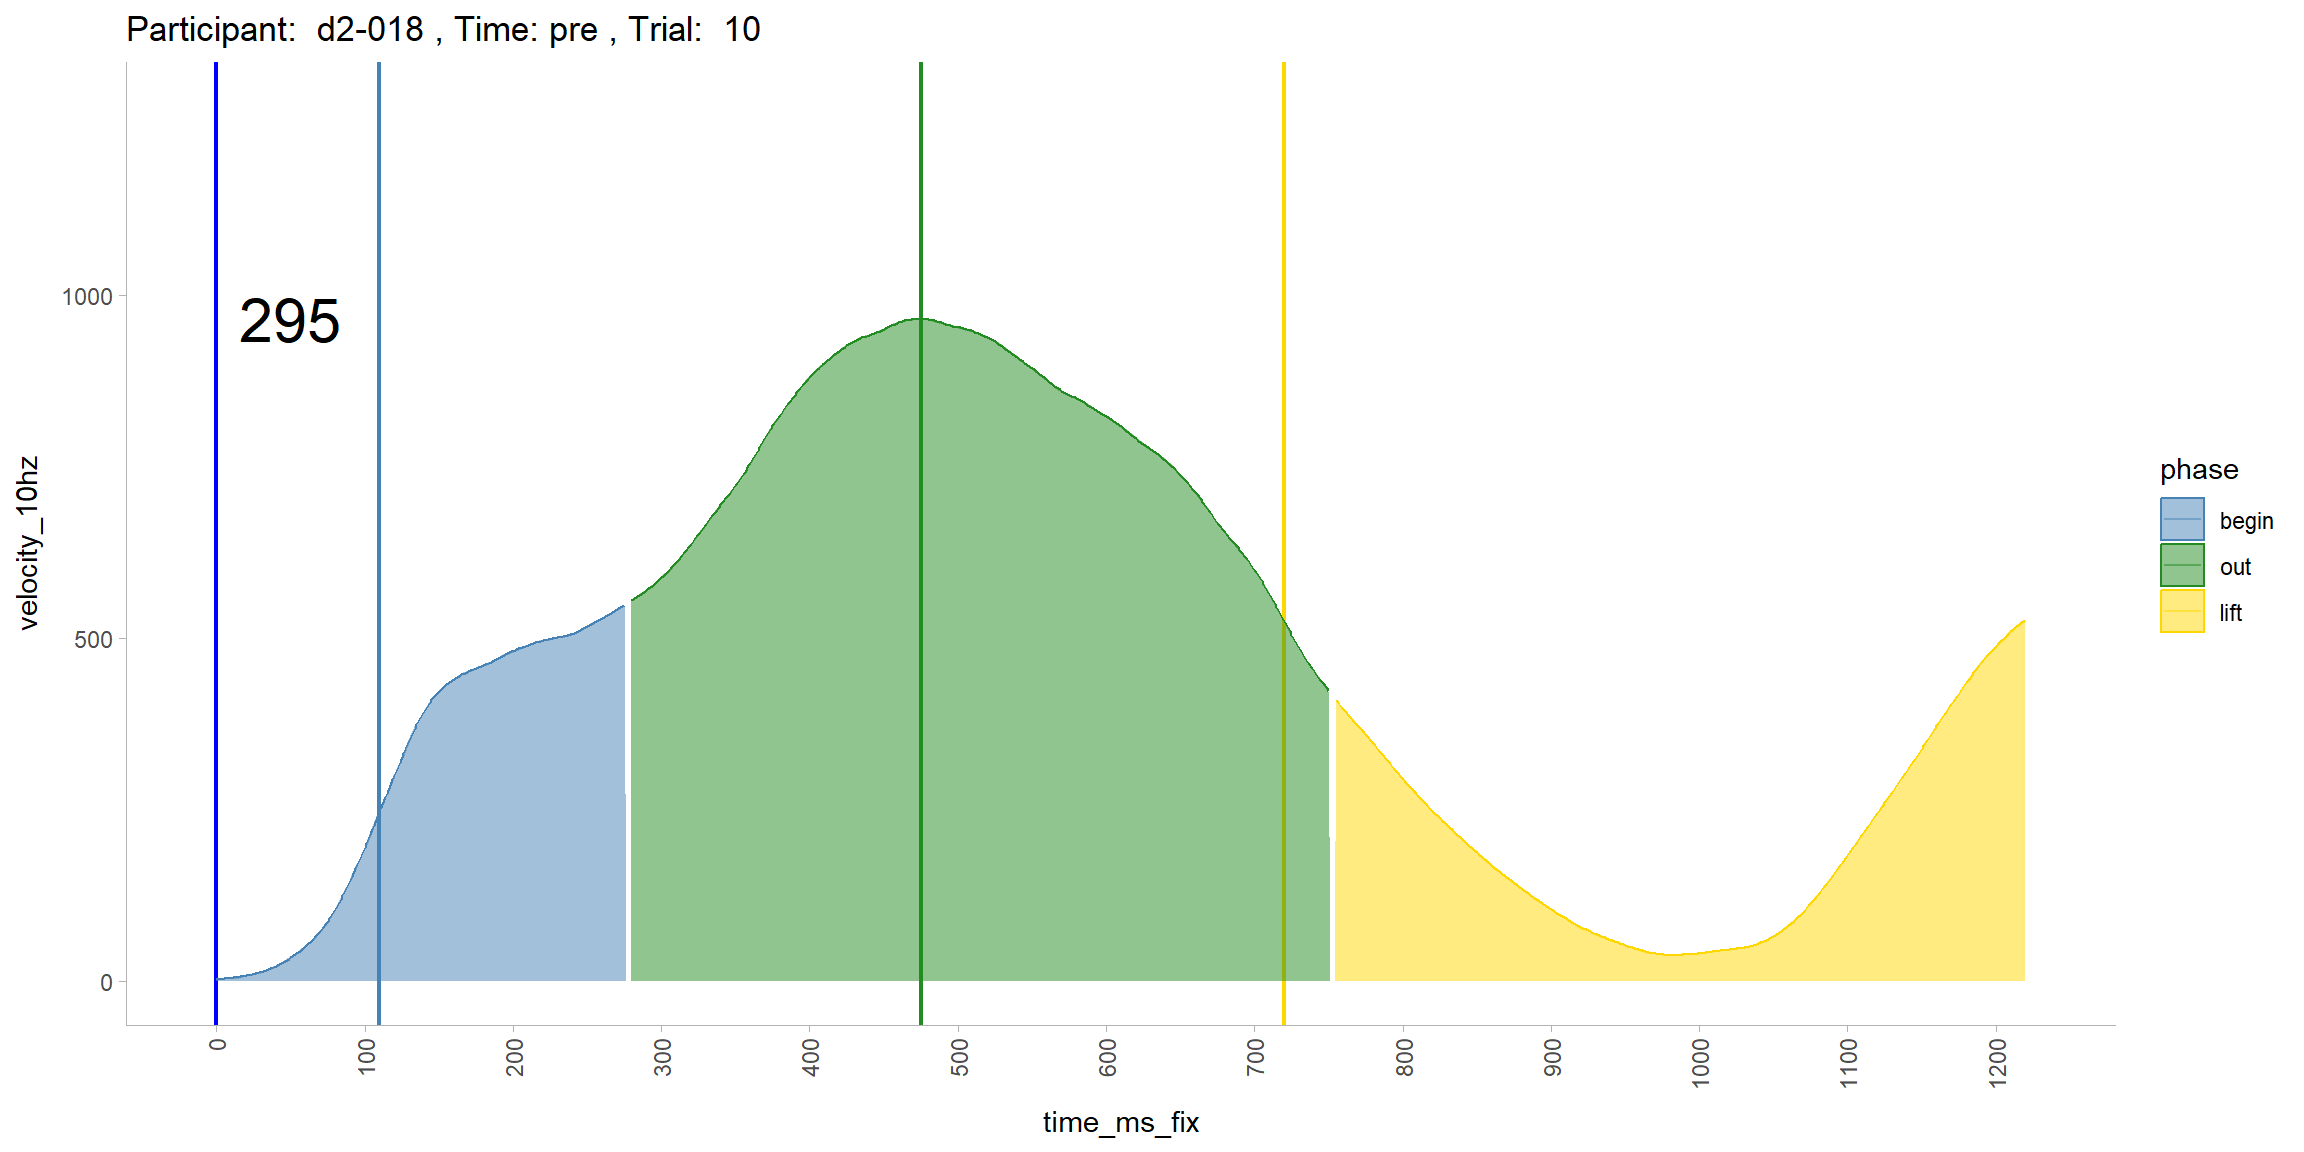 Participant:  d2-018 , Time: pre , Trial:  10
1000
500
0
velocity_10hz
295
0
100
200
300
400
500
600
700
800
900
1000
1100
1200
time_ms_fix
phase
begin
out
lift